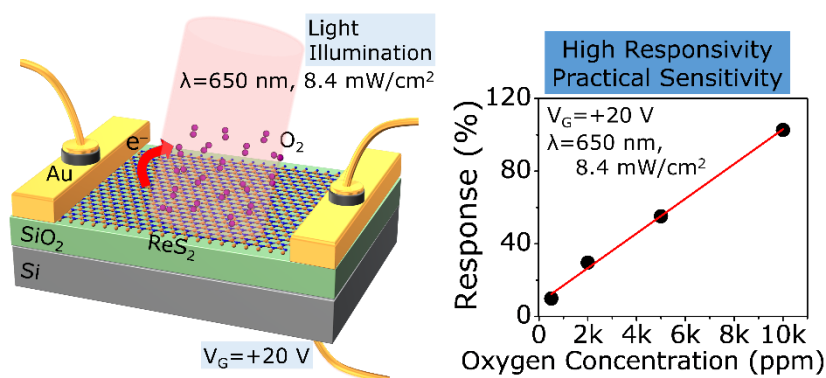 Light
Illumination
λ=650 nm, 8.4 mW/cm²
O₂
e⁻
Au
SiO₂
ReS₂
Si
V_G=+20 V
High Responsivity
Practical Sensitivity
V_G=+20 V
λ=650 nm,
8.4 mW/cm²
Response (%)
120
80
40
0
0 2k 4k 6k 8k 10k
Oxygen Concentration (ppm)